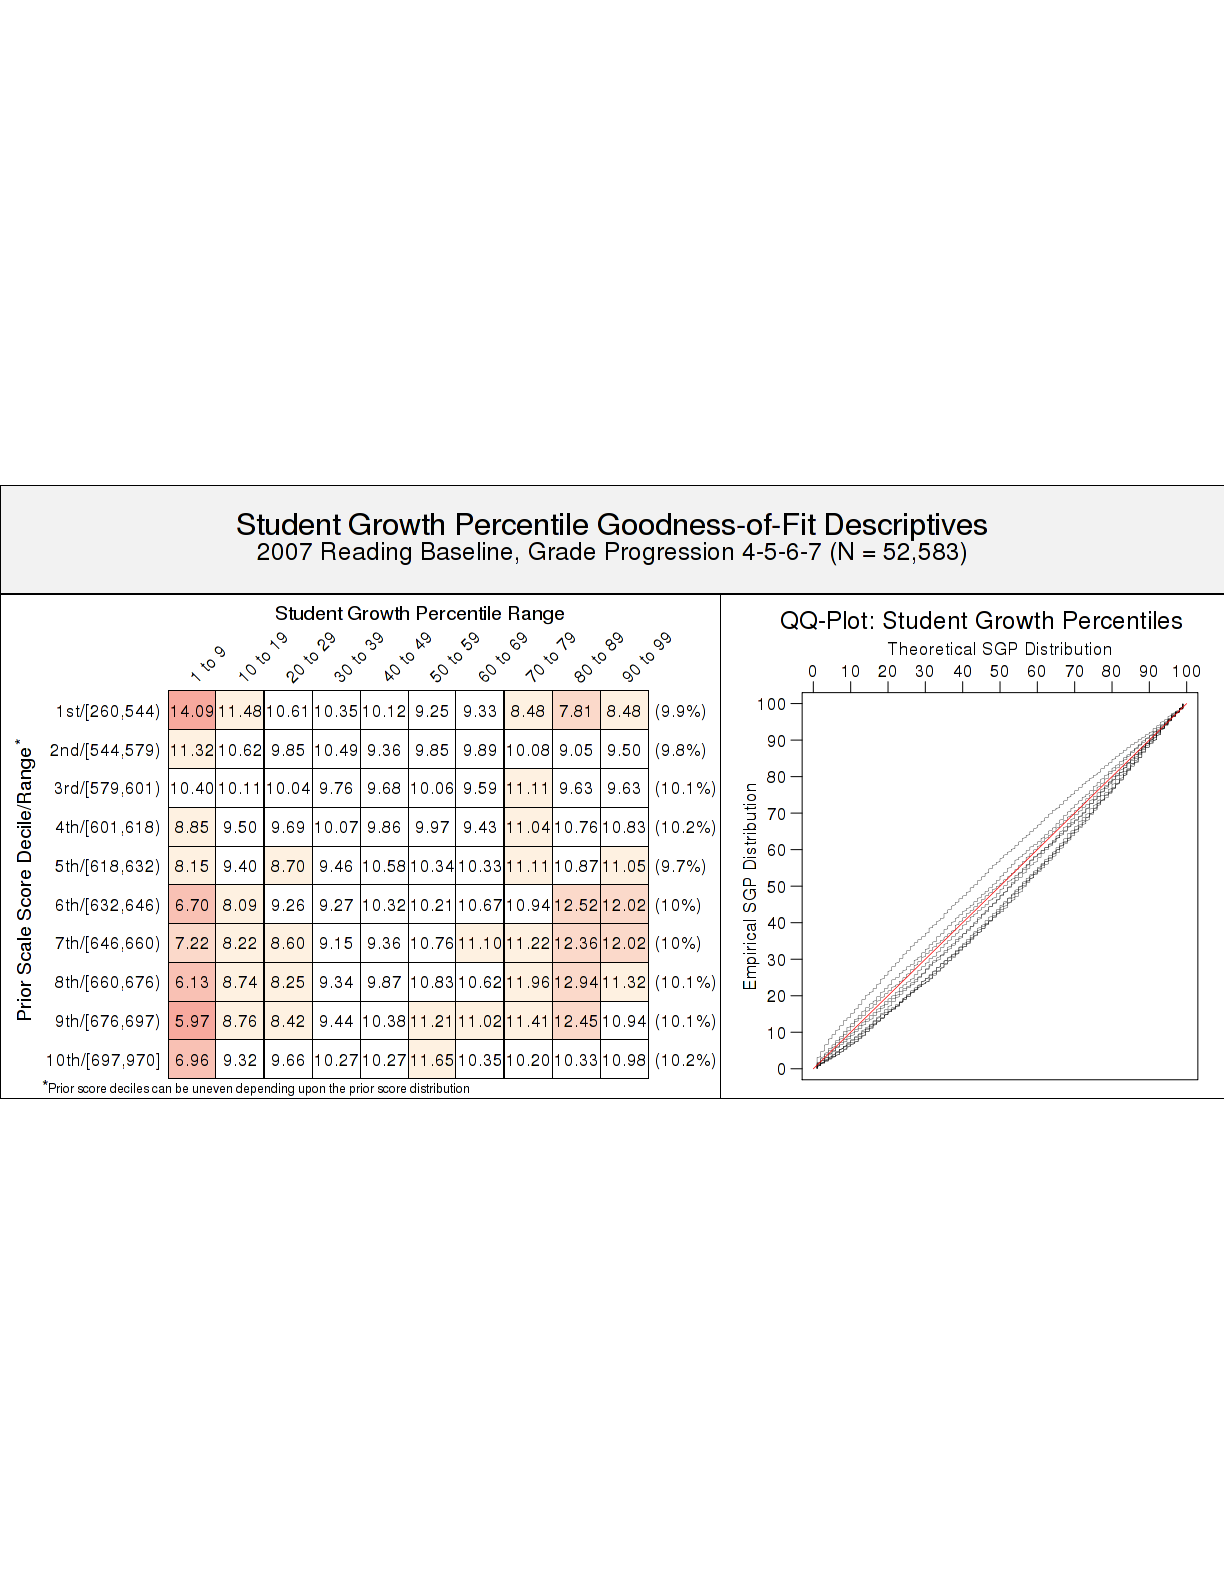 Student Growth Percentile Goodness-of-Fit Descriptives
2007 Reading Baseline, Grade Progression 4-5-6-7 (N = 52,583)
Student Growth Percentile Range
1 to 9 10 to 19 20 to 29 30 to 39 40 to 49 50 to 59 60 to 69 70 to 79 80 to 89 90 to 99
Prior Scale Score Decile/Range*
1st/[260,544) 14.09 11.48 10.61 10.35 10.12 9.25 9.33 8.48 7.81 8.48 (9.9%)
2nd/[544,579) 11.32 10.62 9.85 10.49 9.36 9.85 9.89 10.08 9.05 9.50 (9.8%)
3rd/[579,601) 10.40 10.11 10.04 9.76 9.68 10.06 9.59 11.11 9.63 9.63 (10.1%)
4th/[601,618) 8.85 9.50 9.69 10.07 9.86 9.97 9.43 11.04 10.76 10.83 (10.2%)
5th/[618,632) 8.15 9.40 8.70 9.46 10.58 10.34 10.33 11.11 10.87 11.05 (9.7%)
6th/[632,646) 6.70 8.09 9.26 9.27 10.32 10.21 10.67 10.94 12.52 12.02 (10%)
7th/[646,660) 7.22 8.22 8.60 9.15 9.36 10.76 11.10 11.22 12.36 12.02 (10%)
8th/[660,676) 6.13 8.74 8.25 9.34 9.87 10.83 10.62 11.96 12.94 11.32 (10.1%)
9th/[676,697) 5.97 8.76 8.42 9.44 10.38 11.21 11.02 11.41 12.45 10.94 (10.1%)
10th/[697,970] 6.96 9.32 9.66 10.27 10.27 11.65 10.35 10.20 10.33 10.98 (10.2%)
*Prior score deciles can be uneven depending upon the prior score distribution
QQ-Plot: Student Growth Percentiles
Theoretical SGP Distribution
0 10 20 30 40 50 60 70 80 90 100
Empirical SGP Distribution
100
90
80
70
60
50
40
30
20
10
0